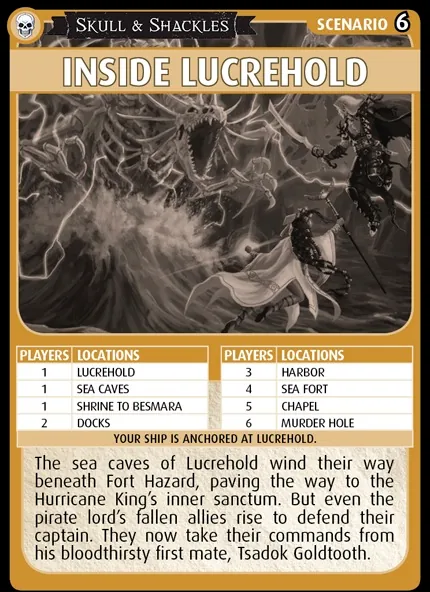 SKULL & SHACKLES
SCENARIO 6
INSIDE LUCREHOLD
PLAYERS LOCATIONS
1 LUCREHOLD
1 SEA CAVES
1 SHRINE TO BESMARA
2 DOCKS
PLAYERS LOCATIONS
3 HARBOR
4 SEA FORT
5 CHAPEL
6 MURDER HOLE
YOUR SHIP IS ANCHORED AT LUCREHOLD.
The sea caves of Lucrehold wind their way
beneath Fort Hazard, paving the way to the
Hurricane King's inner sanctum. But even the
pirate lord's fallen allies rise to defend their
captain. They now take their commands from
his bloodthirsty first mate, Tsadok Goldtooth.